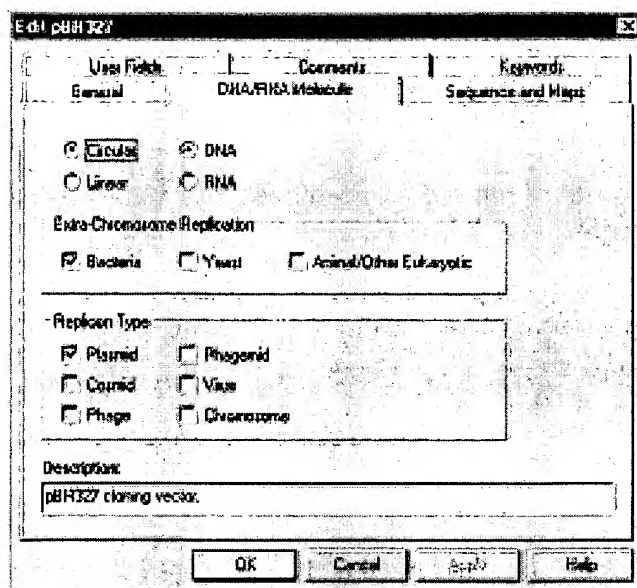 Edit pBR327
User Fields Comments Keywords
General DNA/RNA Molecule Sequence and Maps
Circular DNA
Linear RNA
Extra-Chromosome Replication
Bacteria Yeast Animal/Other Eukaryotic
Replicon Type
Plasmid Phagemid
Cosmid Virus
Phage Chromosome
Description:
pBR327 cloning vector.
OK Cancel Apply Help